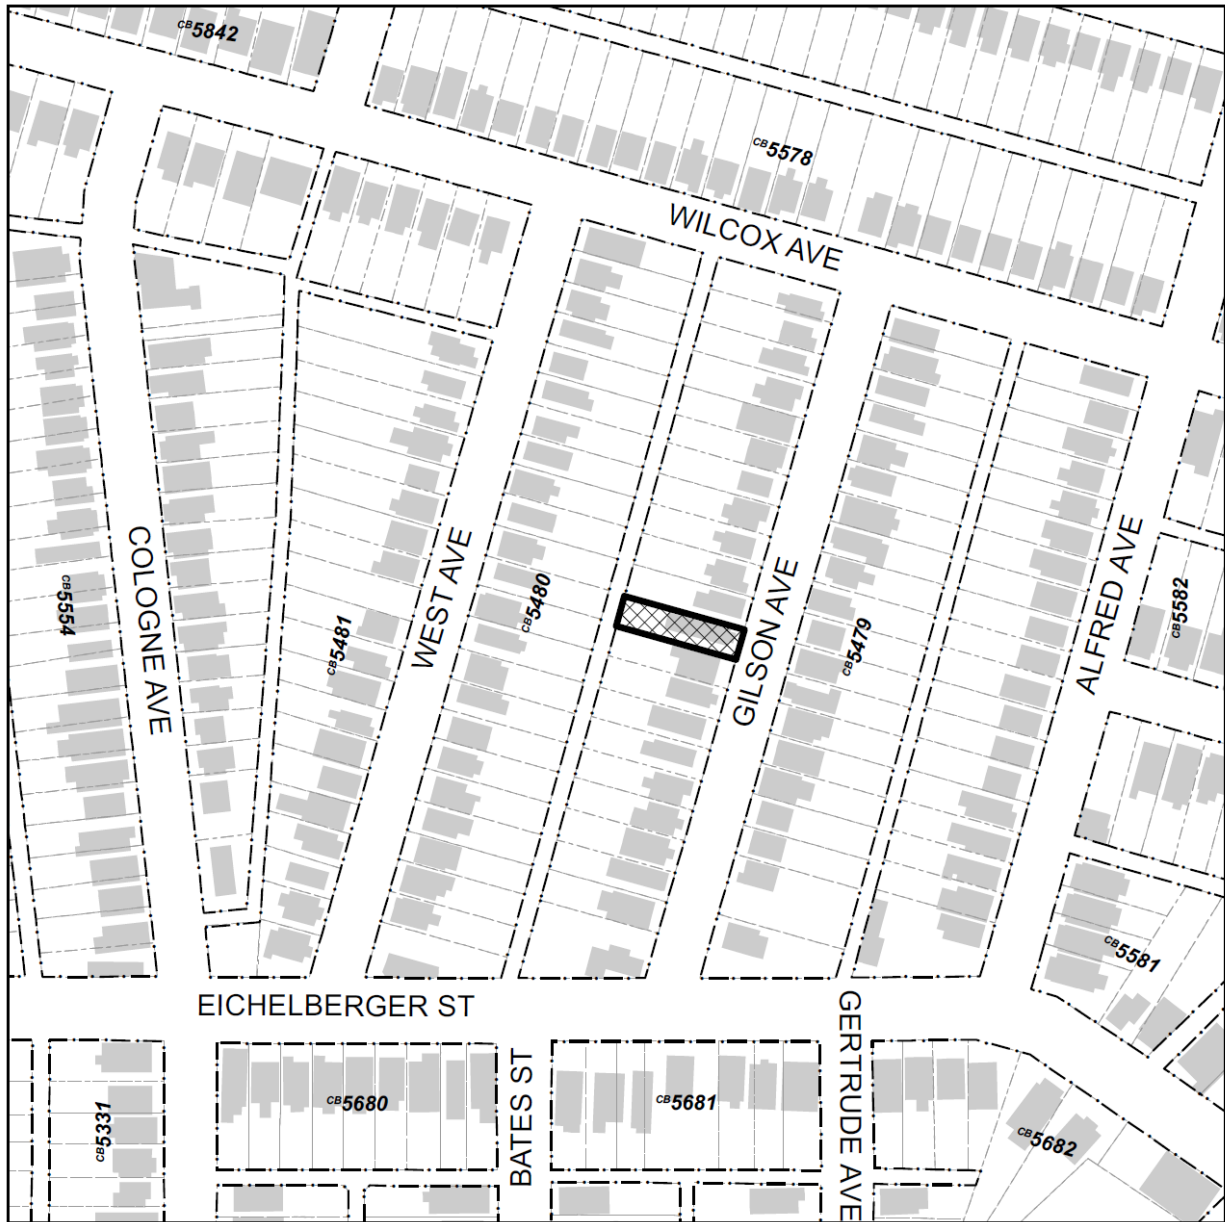 CB5842
CB5578
WILCOX AVE
COLOGNE AVE
WEST AVE
CB5480
GILSON AVE
ALFRED AVE
CB5582
CB5554
CB5481
CB5479
CB5581
EICHELBERGER ST
GERTRUDE AVE
BATES ST
CB5680
CB5681
CB5331
CB5682